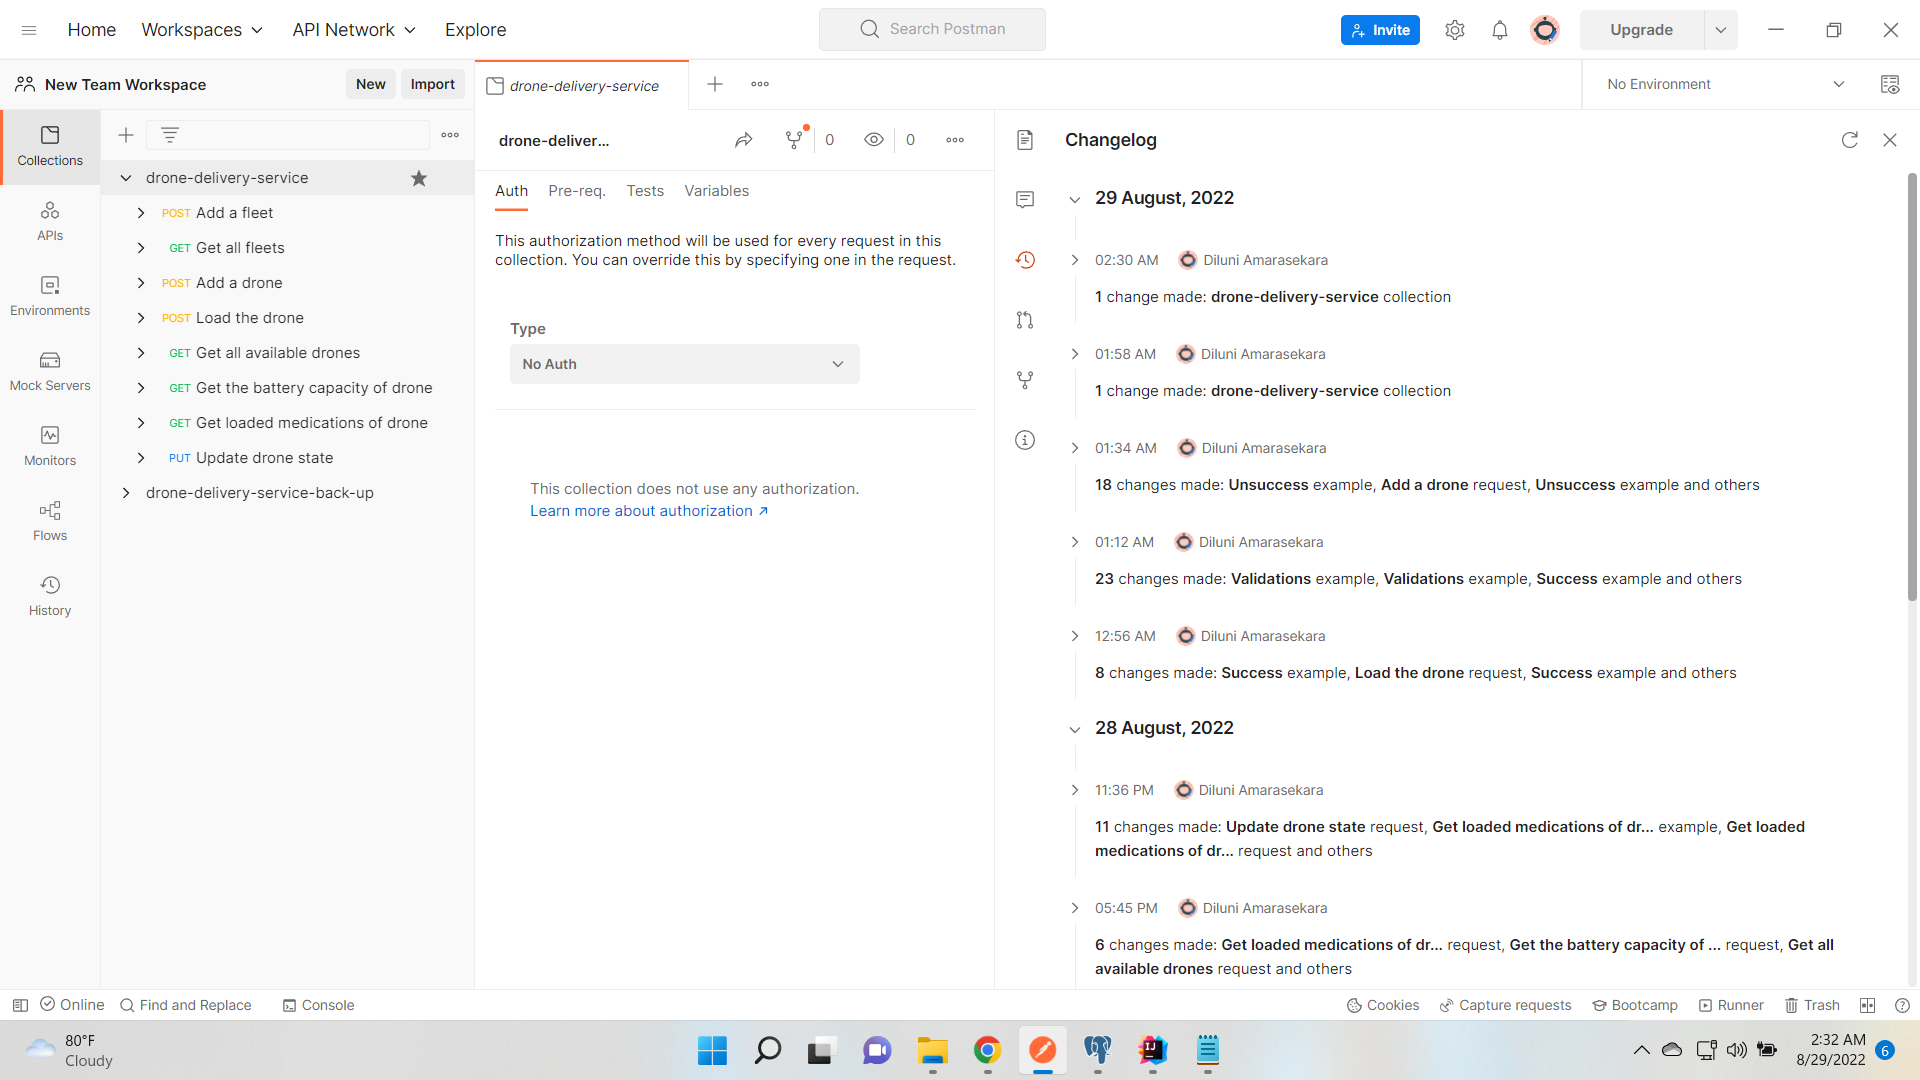 Home
Workspaces
API Network
Explore
Search Postman
Invite
Upgrade
New Team Workspace
New
Import
drone-delivery-service
No Environment
Collections
APIs
Environments
Mock Servers
Monitors
Flows
History
drone-delivery-service
POST Add a fleet
GET Get all fleets
POST Add a drone
POST Load the drone
GET Get all available drones
GET Get the battery capacity of drone
GET Get loaded medications of drone
PUT Update drone state
drone-delivery-service-back-up
drone-deliver...
0
0
Auth
Pre-req.
Tests
Variables
This authorization method will be used for every request in this
collection. You can override this by specifying one in the request.
Type
No Auth
This collection does not use any authorization.
Learn more about authorization ↗
Changelog
29 August, 2022
02:30 AM Diluni Amarasekara
1 change made: drone-delivery-service collection
01:58 AM Diluni Amarasekara
1 change made: drone-delivery-service collection
01:34 AM Diluni Amarasekara
18 changes made: Unsuccess example, Add a drone request, Unsuccess example and others
01:12 AM Diluni Amarasekara
23 changes made: Validations example, Validations example, Success example and others
12:56 AM Diluni Amarasekara
8 changes made: Success example, Load the drone request, Success example and others
28 August, 2022
11:36 PM Diluni Amarasekara
11 changes made: Update drone state request, Get loaded medications of dr... example, Get loaded
medications of dr... request and others
05:45 PM Diluni Amarasekara
6 changes made: Get loaded medications of dr... request, Get the battery capacity of ... request, Get all
available drones request and others
Online
Find and Replace
Console
Cookies
Capture requests
Bootcamp
Runner
Trash
80°F
Cloudy
IJ
2:32 AM
8/29/2022
6